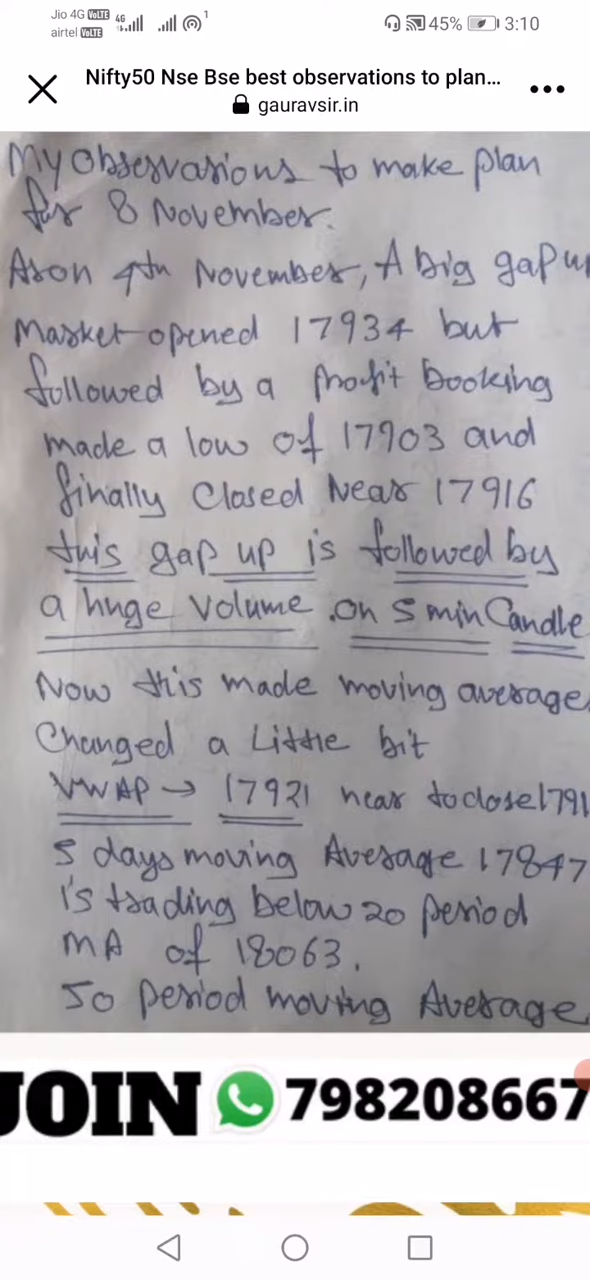 Jio 4G VoLTE 4G 1 45% 3:10
airtel VoLTE
Nifty50 Nse Bse best observations to plan...
gauravsir.in
My observations to make plan
for 8 November.
As on 4th November, A big gap up
Market opened 17934 but
followed by a profit booking
made a low of 17903 and
finally Closed Near 17916
this gap up is followed by
a huge volume. On 5 min Candle
Now this made moving average
Changed a Little bit
VWAP → 17921 near to close 1791
5 days moving Average 17847
is trading below 20 period
MA of 18063.
50 period moving Average
JOIN 798208667